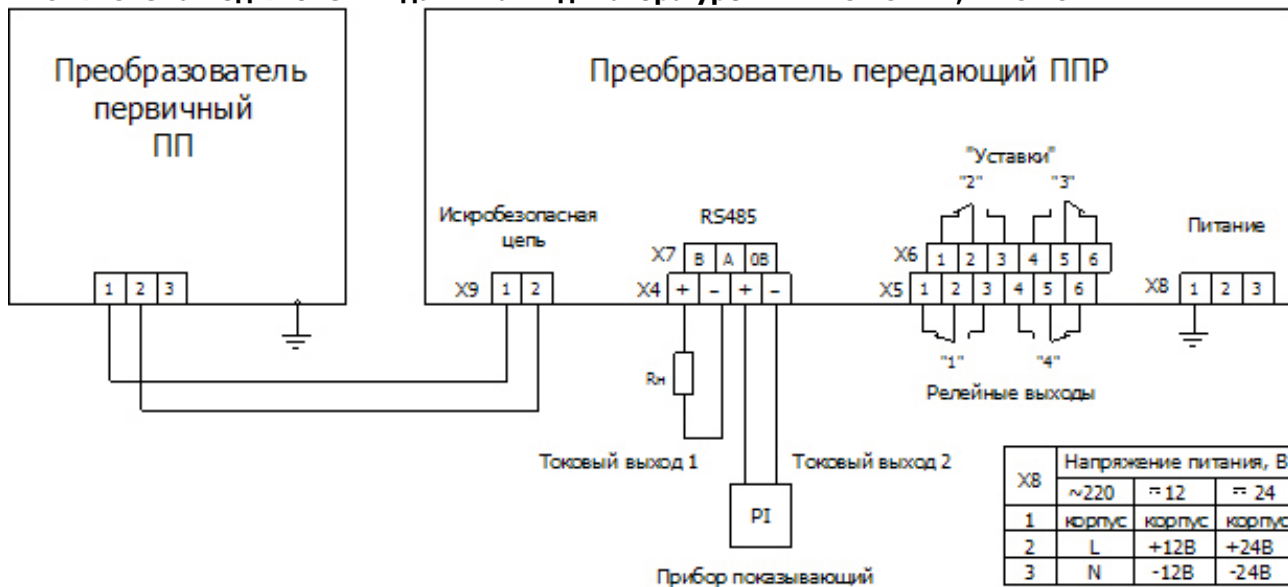 Преобразователь
первичный
ПП
1 2 3
Преобразователь передающий ППР
Искробезопасная
цепь
X9 1 2
RS485
X7 B A 0B
X4 + - + -
"Уставки"
"2" "3"
X6 1 2 3 4 5 6
X5 1 2 3 4 5 6
"1" "4"
Релейные выходы
Питание
X8 1 2 3
Rн
Токовый выход 1
Токовый выход 2
PI
Прибор показывающий
X8 Напряжение питания, В
~220 =12 = 24
1 корпус корпус корпус
2 L +12В +24В
3 N -12В -24В